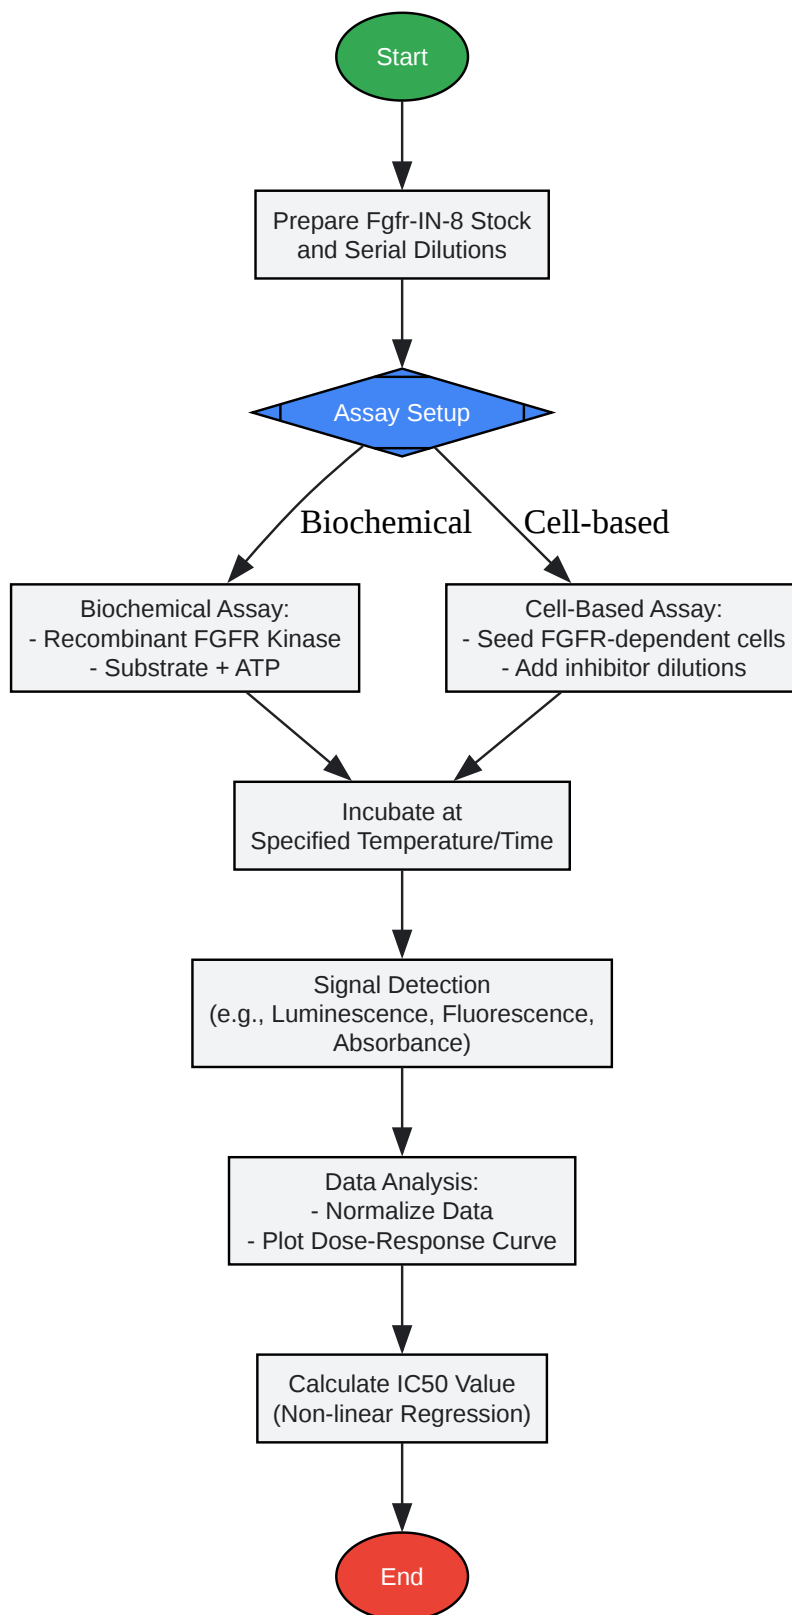 Start
Prepare Fgfr-IN-8 Stock
and Serial Dilutions
Assay Setup
Biochemical
Cell-based
Biochemical Assay:
- Recombinant FGFR Kinase
- Substrate + ATP
Cell-Based Assay:
- Seed FGFR-dependent cells
- Add inhibitor dilutions
Incubate at
Specified Temperature/Time
Signal Detection
(e.g., Luminescence, Fluorescence,
Absorbance)
Data Analysis:
- Normalize Data
- Plot Dose-Response Curve
Calculate IC50 Value
(Non-linear Regression)
End